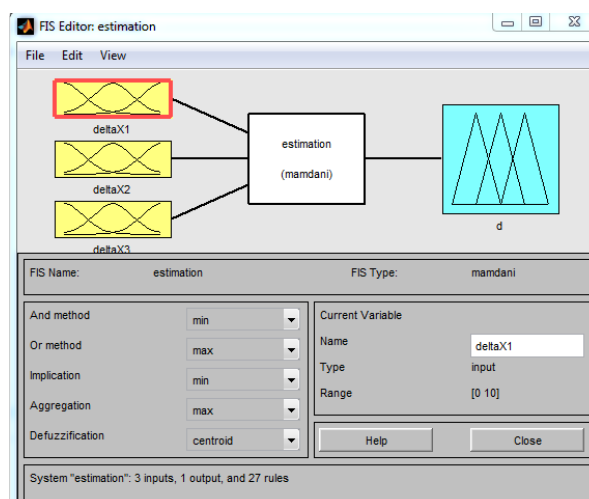 FIS Editor: estimation
File Edit View
deltaX1
deltaX2
deltaX3
estimation
(mamdani)
d
FIS Name: estimation FIS Type: mamdani
And method min
Or method max
Implication min
Aggregation max
Defuzzification centroid
Current Variable
Name deltaX1
Type input
Range [0 10]
Help Close
System "estimation": 3 inputs, 1 output, and 27 rules